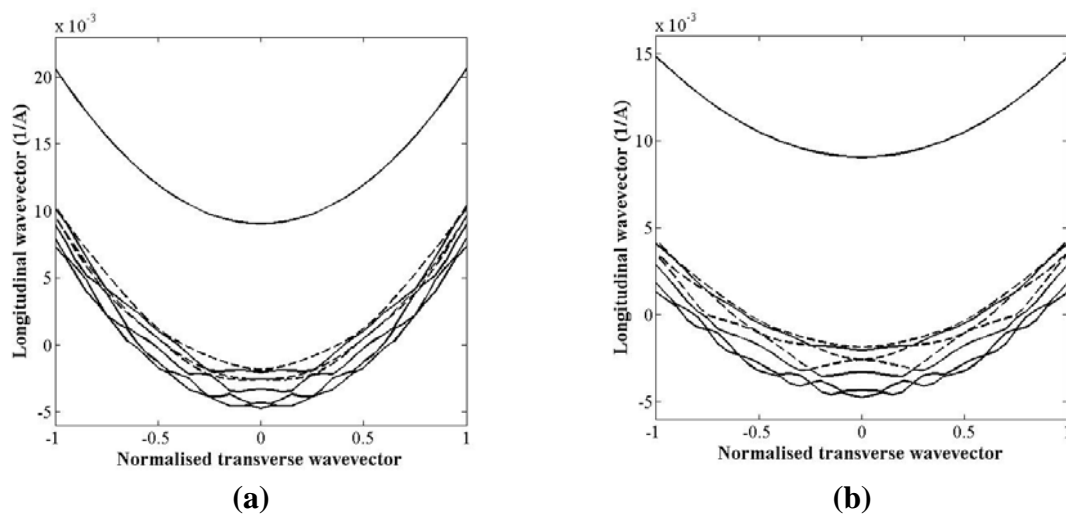 x 10⁻³
20
15
10
5
0
-5
-1
-0.5
0
0.5
1
Longitudinal wavevector (1/A)
Normalised transverse wavevector
(a)
x 10⁻³
15
10
5
0
-5
-1
-0.5
0
0.5
1
Longitudinal wavevector (1/A)
Normalised transverse wavevector
(b)